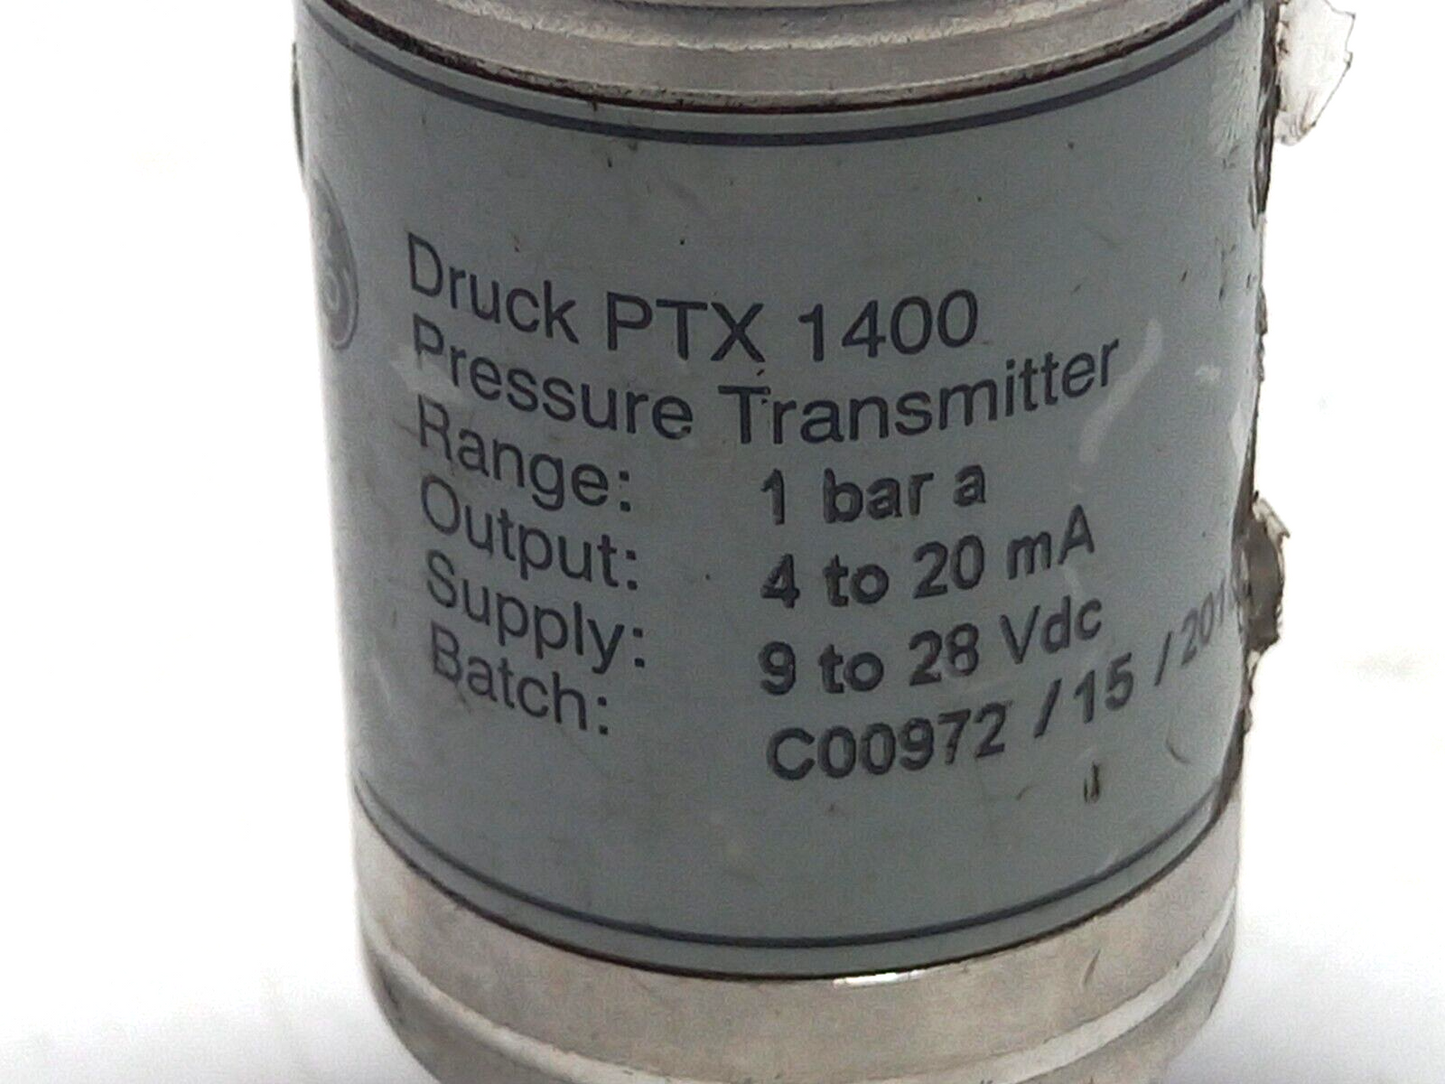 Druck PTX 1400
Pressure Transmitter
Range: 1 bar a
Output: 4 to 20 mA
Supply: 9 to 28 Vdc
Batch: C00972 / 15 /